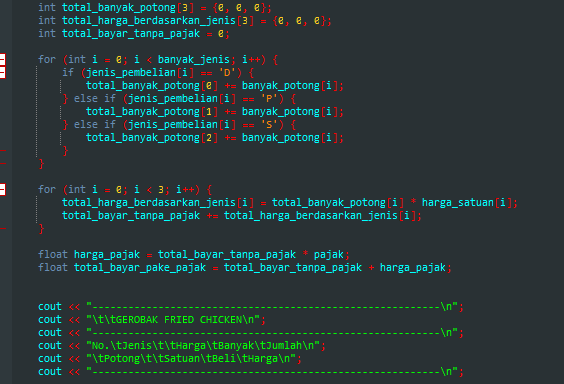 int total_banyak_potong[3] = {0, 0, 0};
int total_harga_berdasarkan_jenis[3] = {0, 0, 0};
int total_bayar_tanpa_pajak = 0;
for (int i = 0; i < banyak_jenis; i++) {
if (jenis_pembelian[i] == 'D') {
total_banyak_potong[0] += banyak_potong[i];
} else if (jenis_pembelian[i] == 'P') {
total_banyak_potong[1] += banyak_potong[i];
} else if (jenis_pembelian[i] == 'S') {
total_banyak_potong[2] += banyak_potong[i];
}
}
for (int i = 0; i < 3; i++) {
total_harga_berdasarkan_jenis[i] = total_banyak_potong[i] * harga_satuan[i];
total_bayar_tanpa_pajak += total_harga_berdasarkan_jenis[i];
}
float harga_pajak = total_bayar_tanpa_pajak * pajak;
float total_bayar_pake_pajak = total_bayar_tanpa_pajak + harga_pajak;
cout << "----------------------------------------------------------\n";
cout << "\t\tGEROBAK FRIED CHICKEN\n";
cout << "----------------------------------------------------------\n";
cout << "No.\tJenis\t\tHarga\tBanyak\tJumlah\n";
cout << "\tPotong\t\tSatuan\tBeli\tHarga\n";
cout << "----------------------------------------------------------\n";